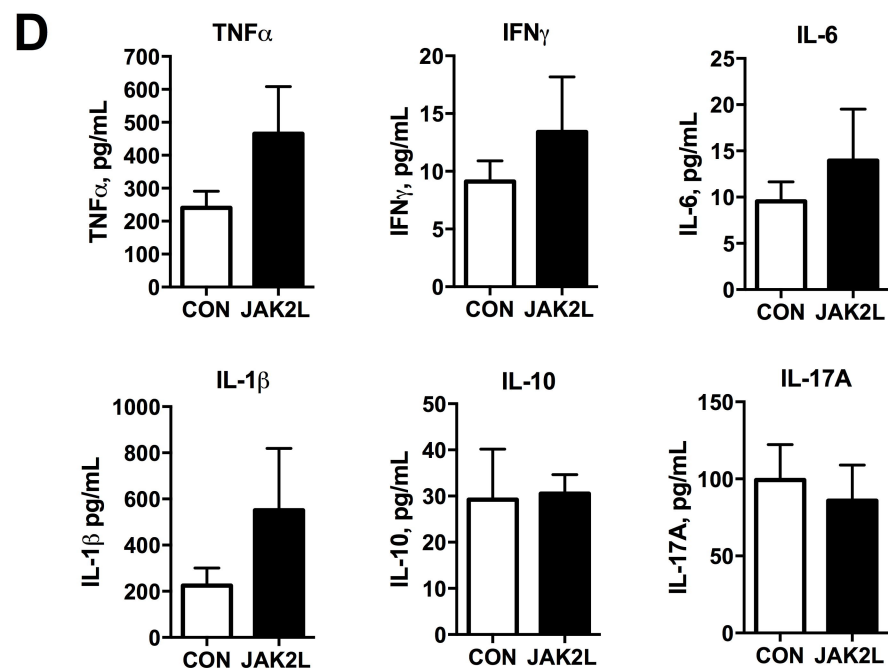 D
TNFα
TNFα, pg/mL
700
600
500
400
300
200
100
0
CON JAK2L
IFNγ
IFNγ, pg/mL
20
15
10
5
0
CON JAK2L
IL-6
IL-6, pg/mL
25
20
15
10
5
0
CON JAK2L
IL-1β
IL-1β pg/mL
1000
800
600
400
200
0
CON JAK2L
IL-10
IL-10, pg/mL
50
40
30
20
10
0
CON JAK2L
IL-17A
IL-17A, pg/mL
150
100
50
0
CON JAK2L